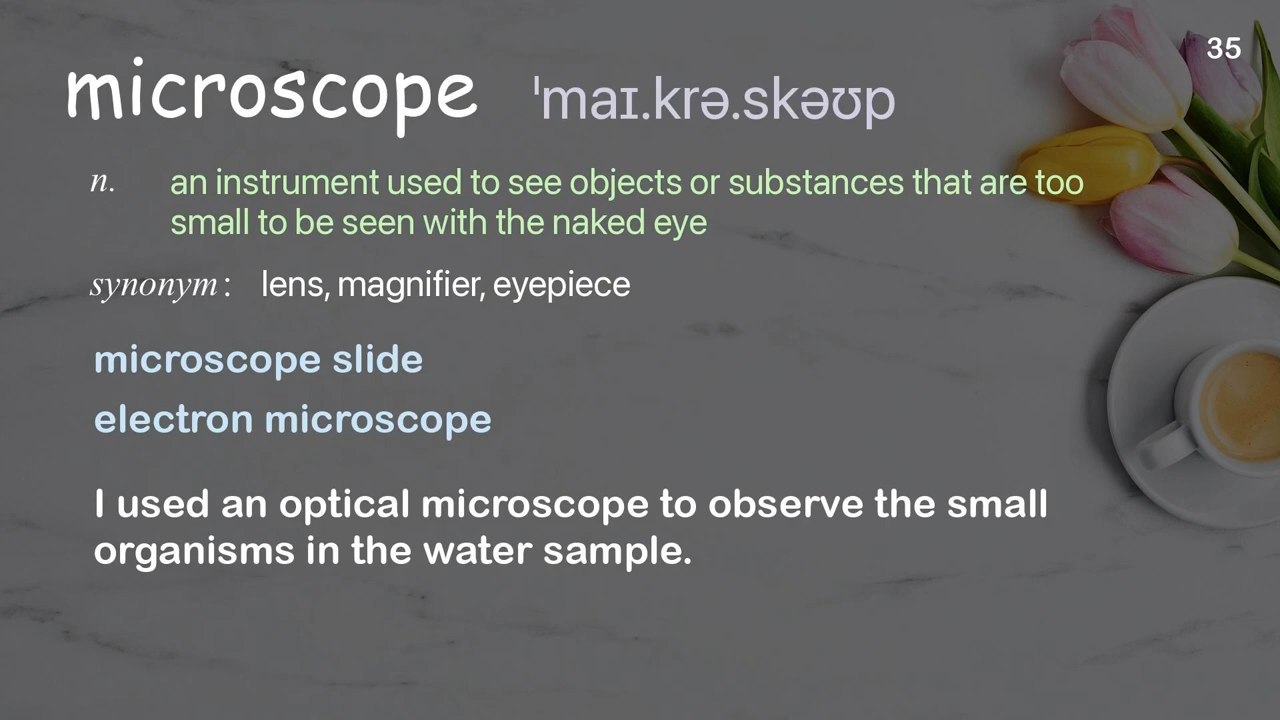 35
microscope ˈmaɪ.krə.skəʊp
n. an instrument used to see objects or substances that are too
small to be seen with the naked eye
synonym : lens, magnifier, eyepiece
microscope slide
electron microscope
I used an optical microscope to observe the small
organisms in the water sample.